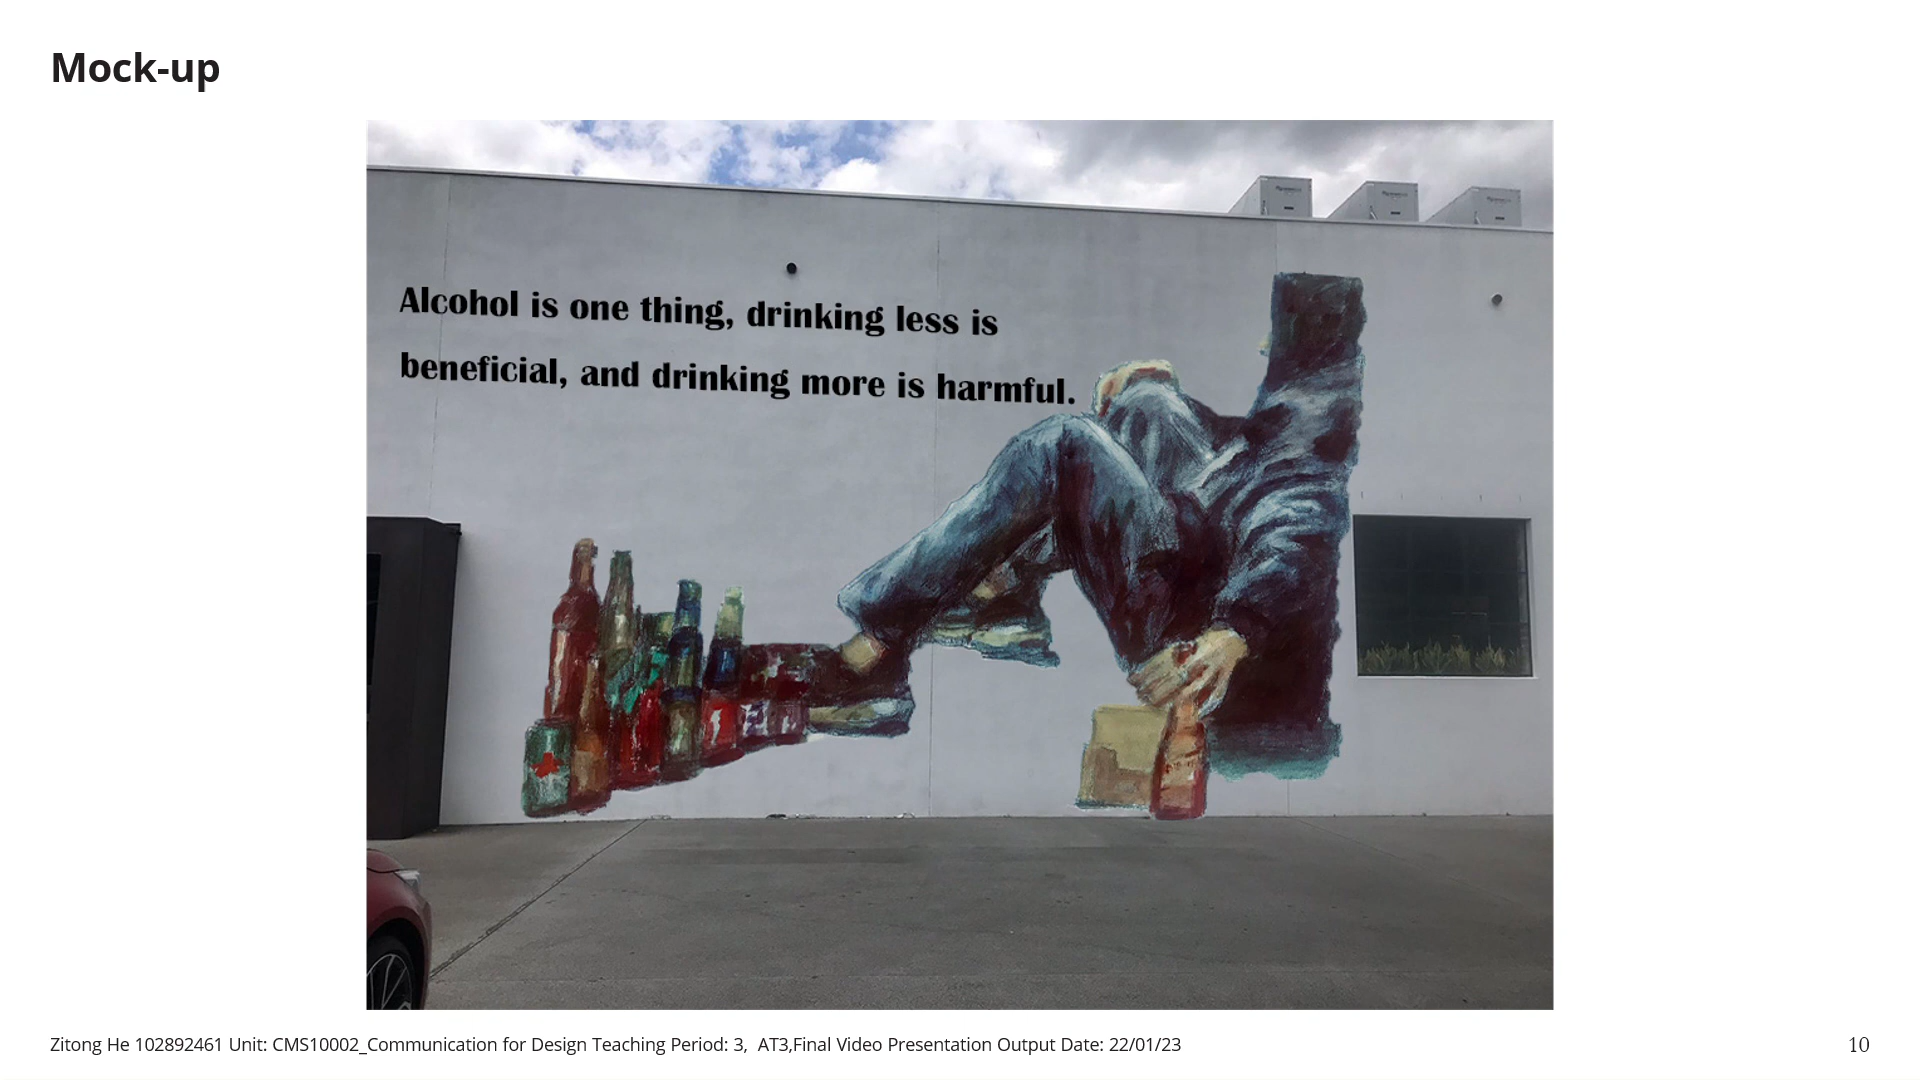 Mock-up
Alcohol is one thing, drinking less is
beneficial, and drinking more is harmful.
Zitong He 102892461 Unit: CMS10002_Communication for Design Teaching Period: 3,  AT3,Final Video Presentation Output Date: 22/01/23
10